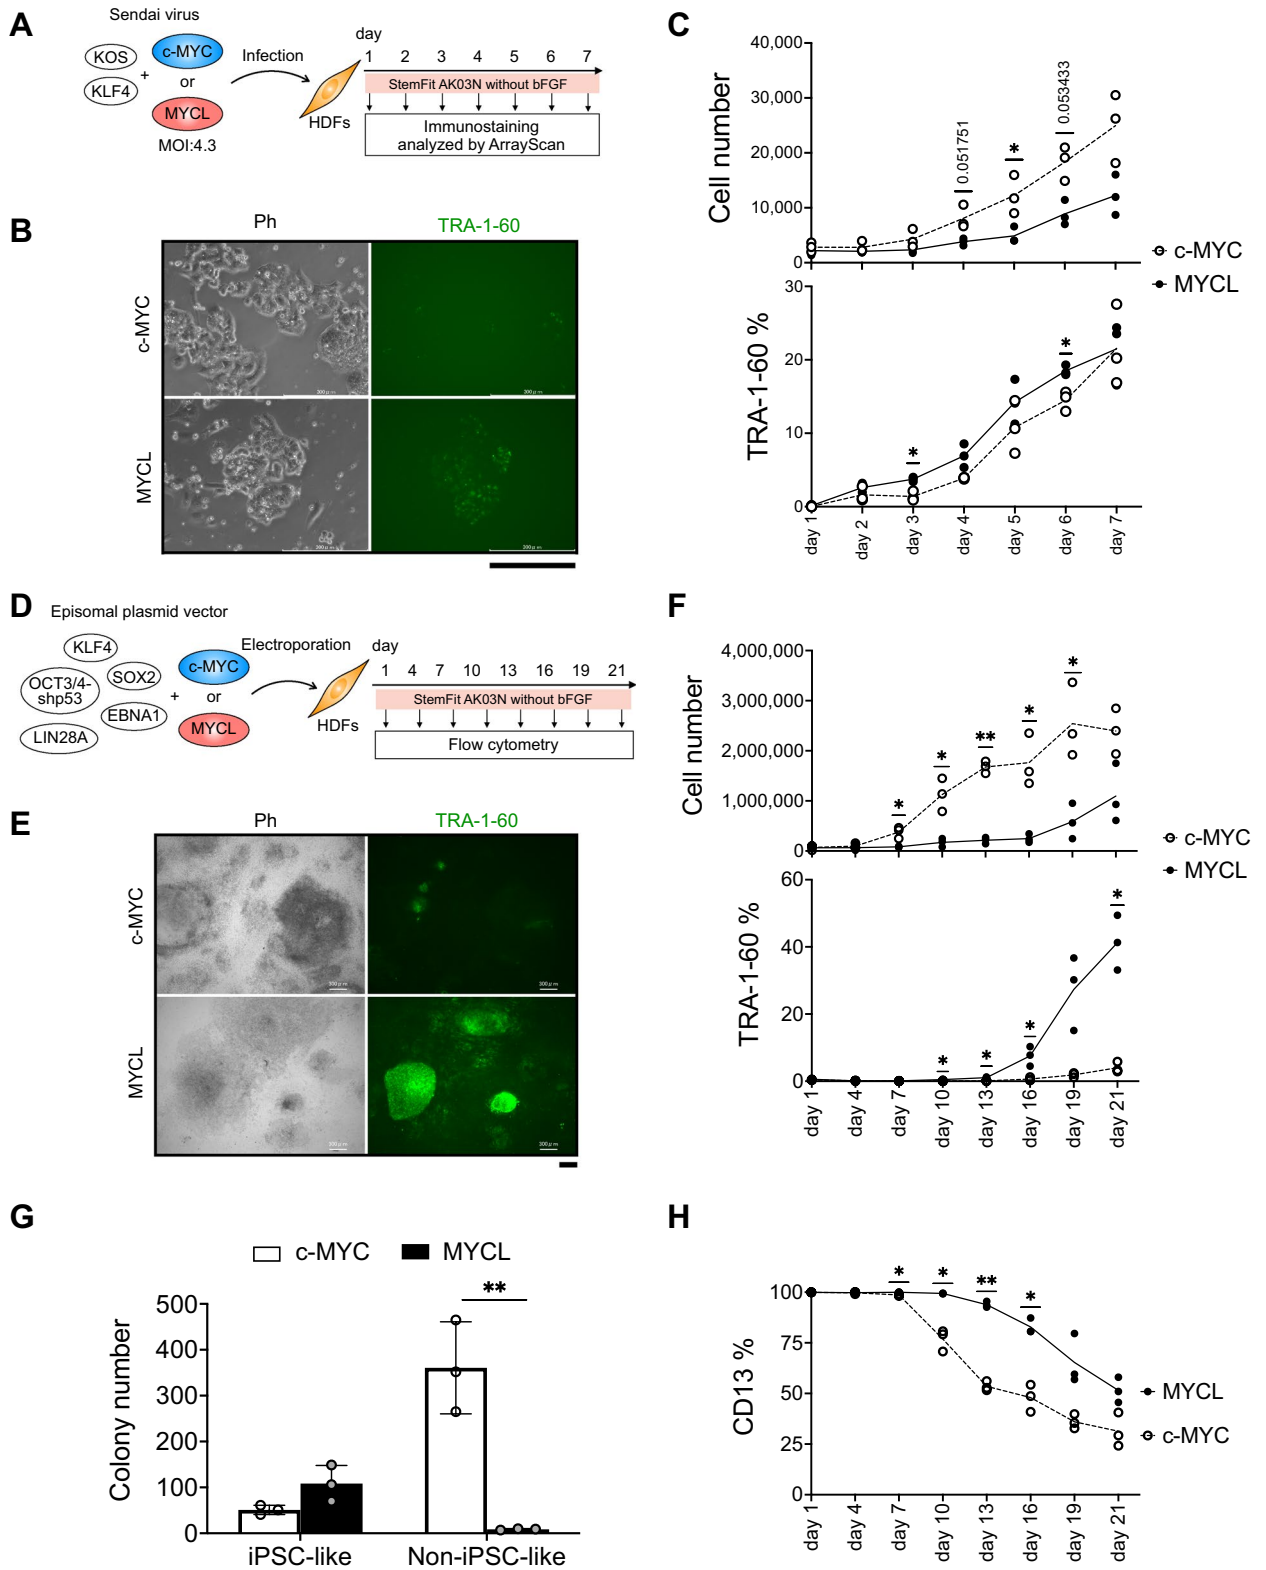 A
Sendai virus
KOS
KLF4
+
c-MYC
or
MYCL
MOI:4.3
Infection
HDFs
day
1 2 3 4 5 6 7
StemFit AK03N without bFGF
Immunostaining
analyzed by ArrayScan
B
Ph
TRA-1-60
c-MYC
MYCL
300μm
300μm
300μm
300μm
C
Cell number
40,000
30,000
20,000
10,000
0
0.051751
*
0.053433
c-MYC
MYCL
TRA-1-60 %
30
20
10
0
*
*
day 1
day 2
day 3
day 4
day 5
day 6
day 7
D
Episomal plasmid vector
KLF4
OCT3/4-
shp53
SOX2
EBNA1
LIN28A
+
c-MYC
or
MYCL
Electroporation
HDFs
day
1 4 7 10 13 16 19 21
StemFit AK03N without bFGF
Flow cytometry
E
Ph
TRA-1-60
c-MYC
MYCL
300μm
300μm
300μm
300μm
F
Cell number
4,000,000
3,000,000
2,000,000
1,000,000
0
*
*
**
*
*
c-MYC
MYCL
TRA-1-60 %
60
40
20
0
*
*
*
*
day 1
day 4
day 7
day 10
day 13
day 16
day 19
day 21
G
c-MYC
MYCL
Colony number
500
400
300
200
100
0
**
iPSC-like
Non-iPSC-like
H
CD13 %
100
75
50
25
0
*
*
**
*
MYCL
c-MYC
day 1
day 4
day 7
day 10
day 13
day 16
day 19
day 21